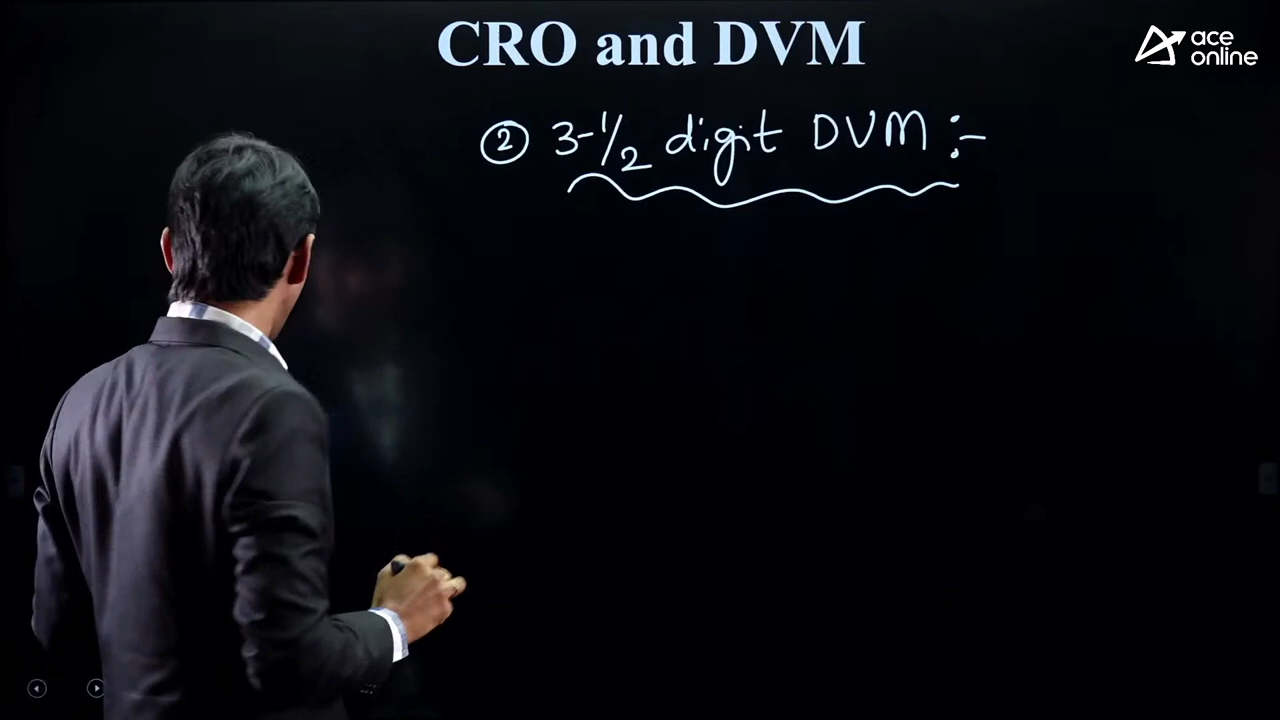 CRO and DVM
ace
online
② 3-1/2 digit DVM :-